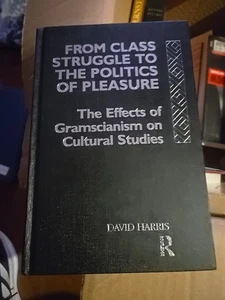 FROM CLASS
STRUGGLE TO
THE POLITICS
OF PLEASURE
The Effects of
Gramscianism on
Cultural Studies
DAVID HARRIS
R